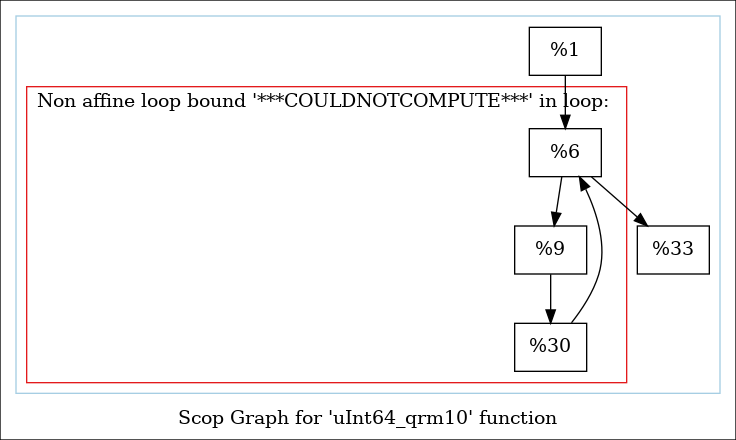 %1
Non affine loop bound '***COULDNOTCOMPUTE***' in loop:
%6
%9
%33
%30
Scop Graph for 'uInt64_qrm10' function